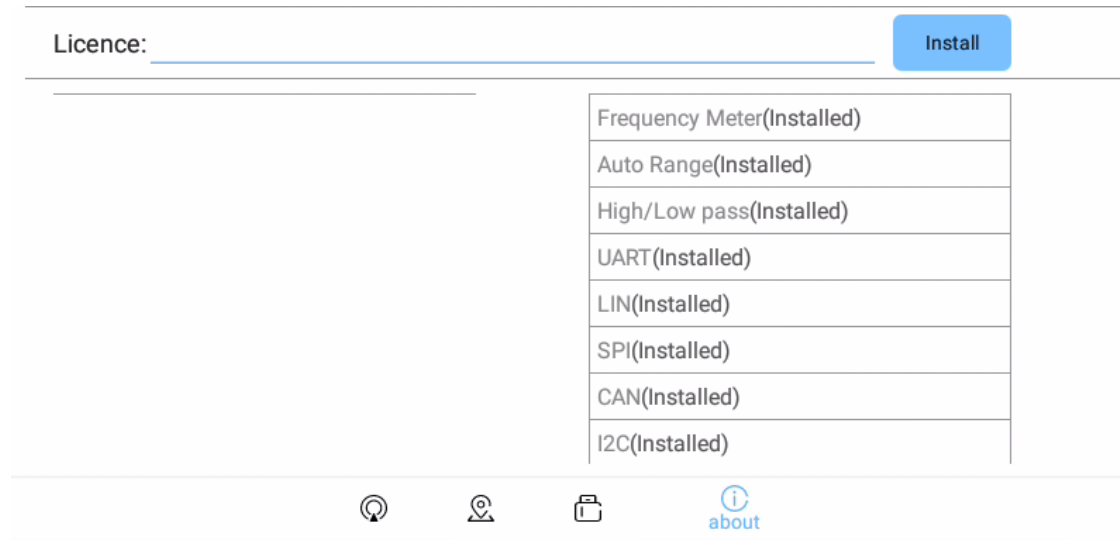 Licence:
Install
Frequency Meter(Installed)
Auto Range(Installed)
High/Low pass(Installed)
UART(Installed)
LIN(Installed)
SPI(Installed)
CAN(Installed)
I2C(Installed)
about